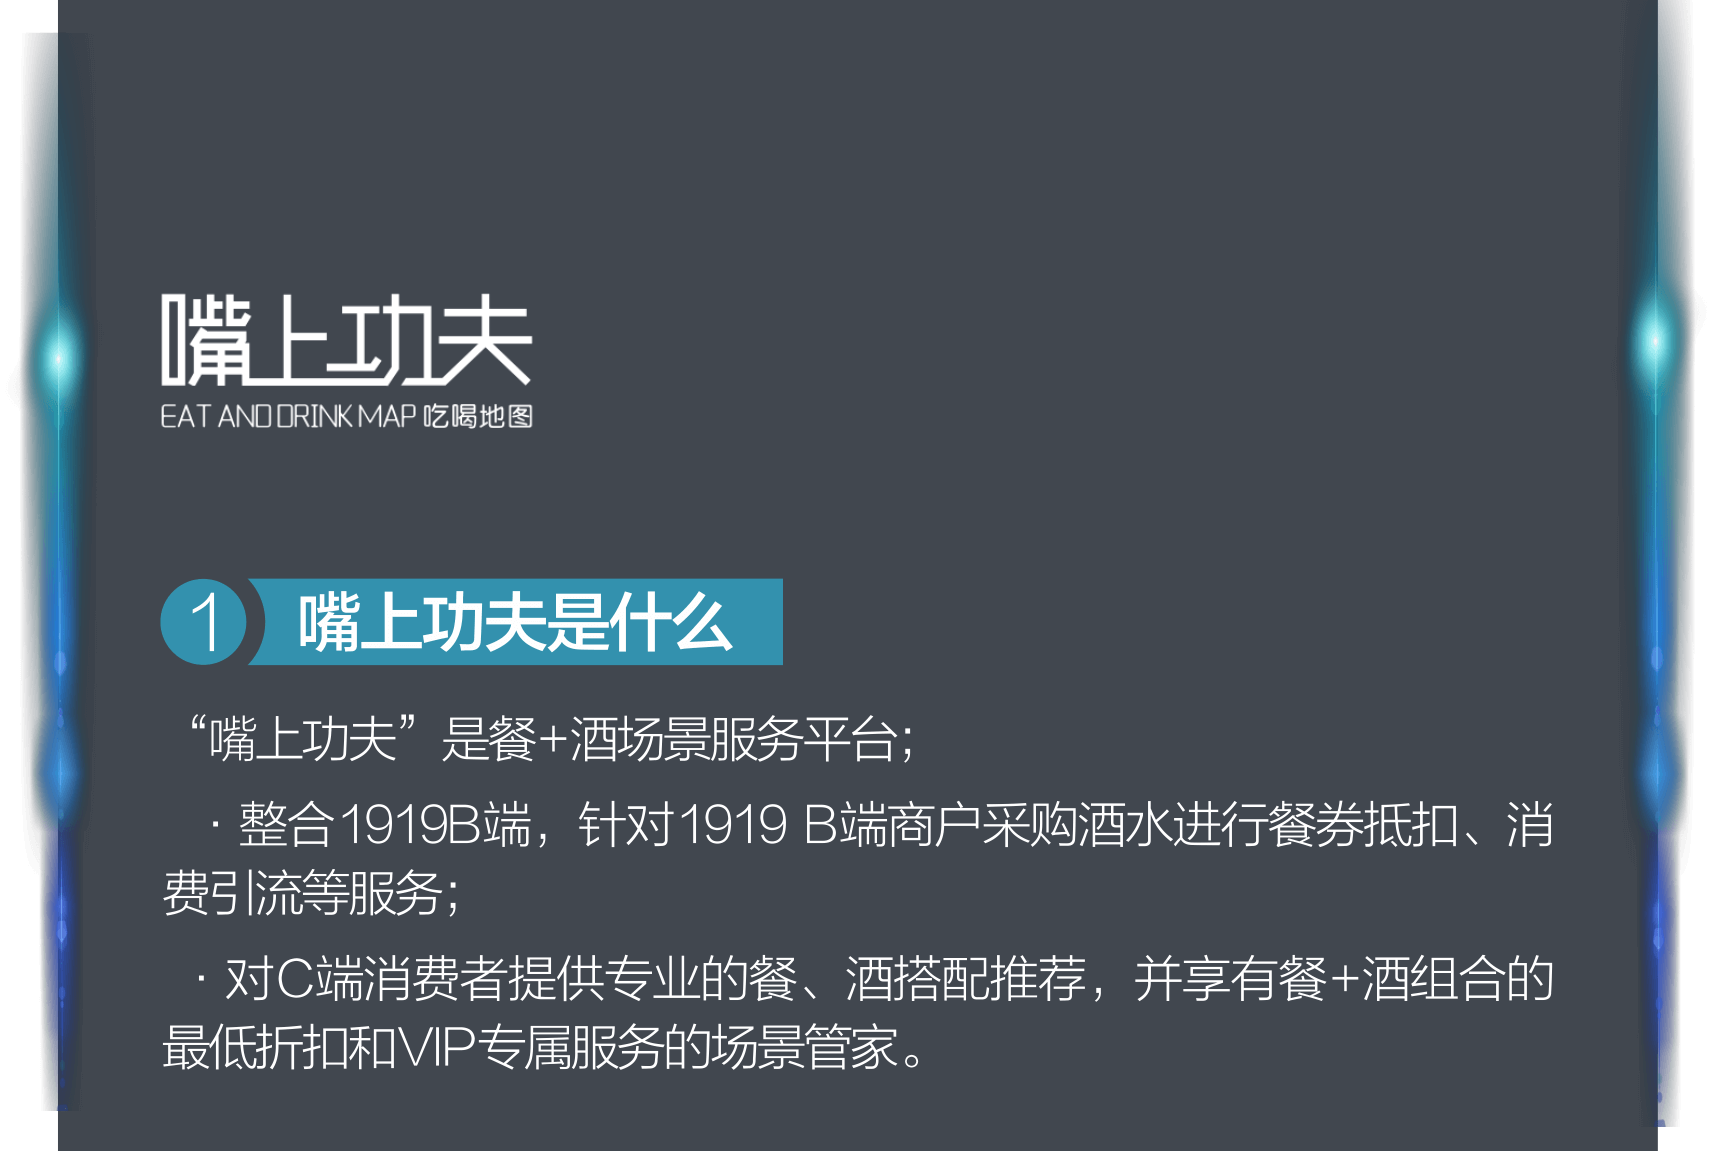 嘴上功夫
EAT AND DRINK MAP 吃喝地图
1 嘴上功夫是什么
“嘴上功夫”是餐+酒场景服务平台；
·整合1919B端，针对1919 B端商户采购酒水进行餐券抵扣、消
费引流等服务；
·对C端消费者提供专业的餐、酒搭配推荐，并享有餐+酒组合的
最低折扣和VIP专属服务的场景管家。